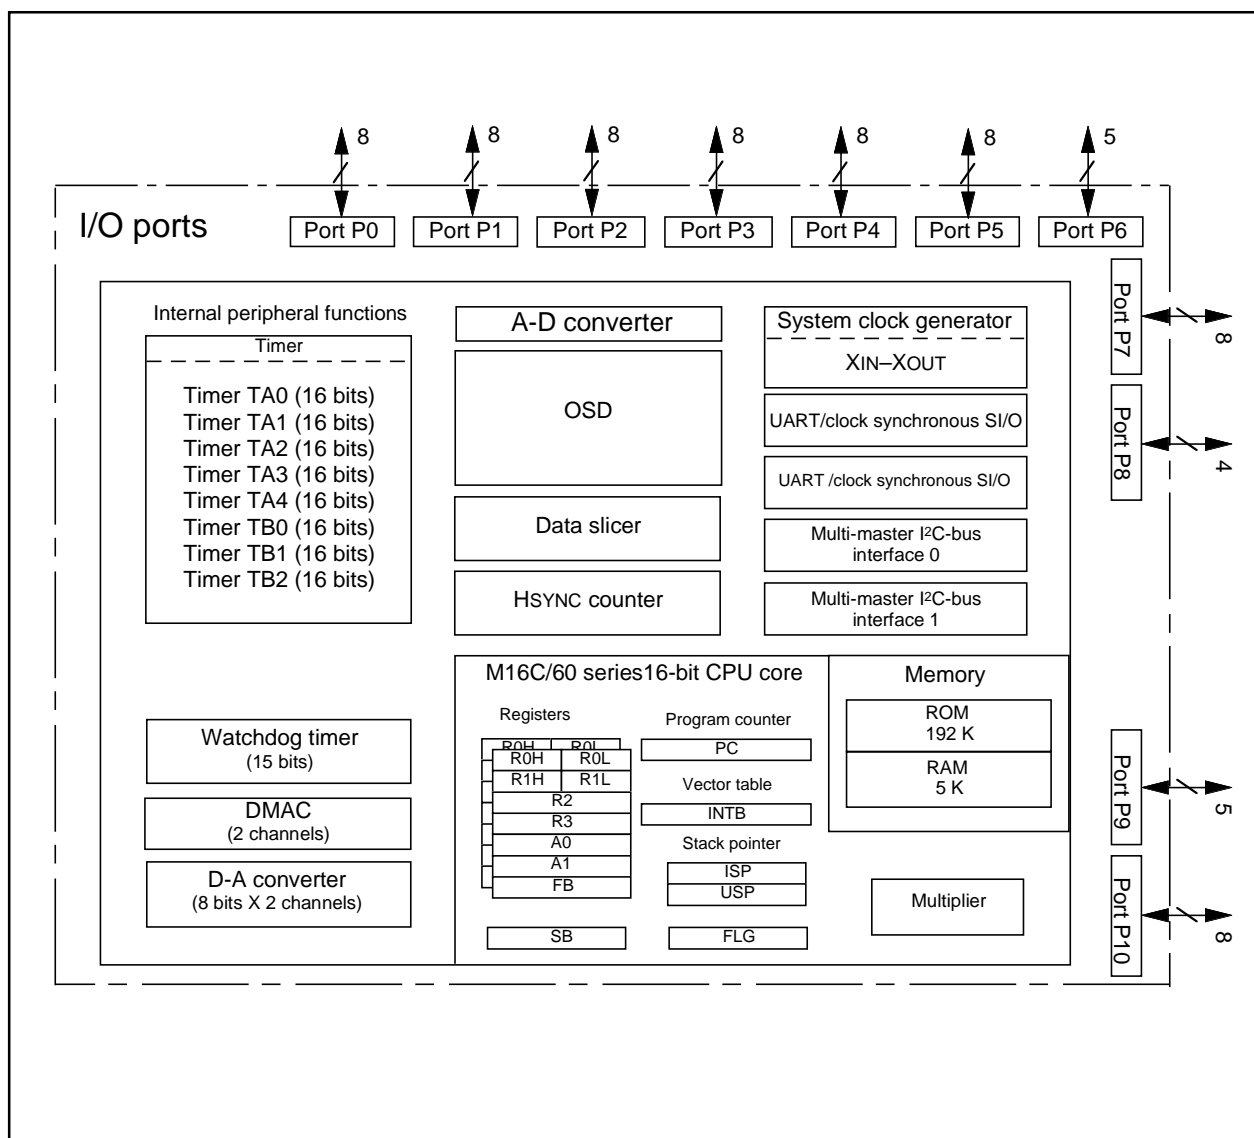 8 8 8 8 8 8 5
I/O ports
Port P0
Port P1
Port P2
Port P3
Port P4
Port P5
Port P6
Port P7
8
Port P8
4
Port P9
5
Port P10
8
Internal peripheral functions
Timer
Timer TA0 (16 bits)
Timer TA1 (16 bits)
Timer TA2 (16 bits)
Timer TA3 (16 bits)
Timer TA4 (16 bits)
Timer TB0 (16 bits)
Timer TB1 (16 bits)
Timer TB2 (16 bits)
Watchdog timer
(15 bits)
DMAC
(2 channels)
D-A converter
(8 bits X 2 channels)
A-D converter
OSD
Data slicer
HSYNC counter
System clock generator
XIN–XOUT
UART/clock synchronous SI/O
UART /clock synchronous SI/O
Multi-master I²C-bus
interface 0
Multi-master I²C-bus
interface 1
M16C/60 series16-bit CPU core
Registers
R0H R0L
R0H R0L
R1H R1L
R2
R3
A0
A1
FB
SB
Program counter
PC
Vector table
INTB
Stack pointer
ISP
USP
FLG
Memory
ROM
192 K
RAM
5 K
Multiplier